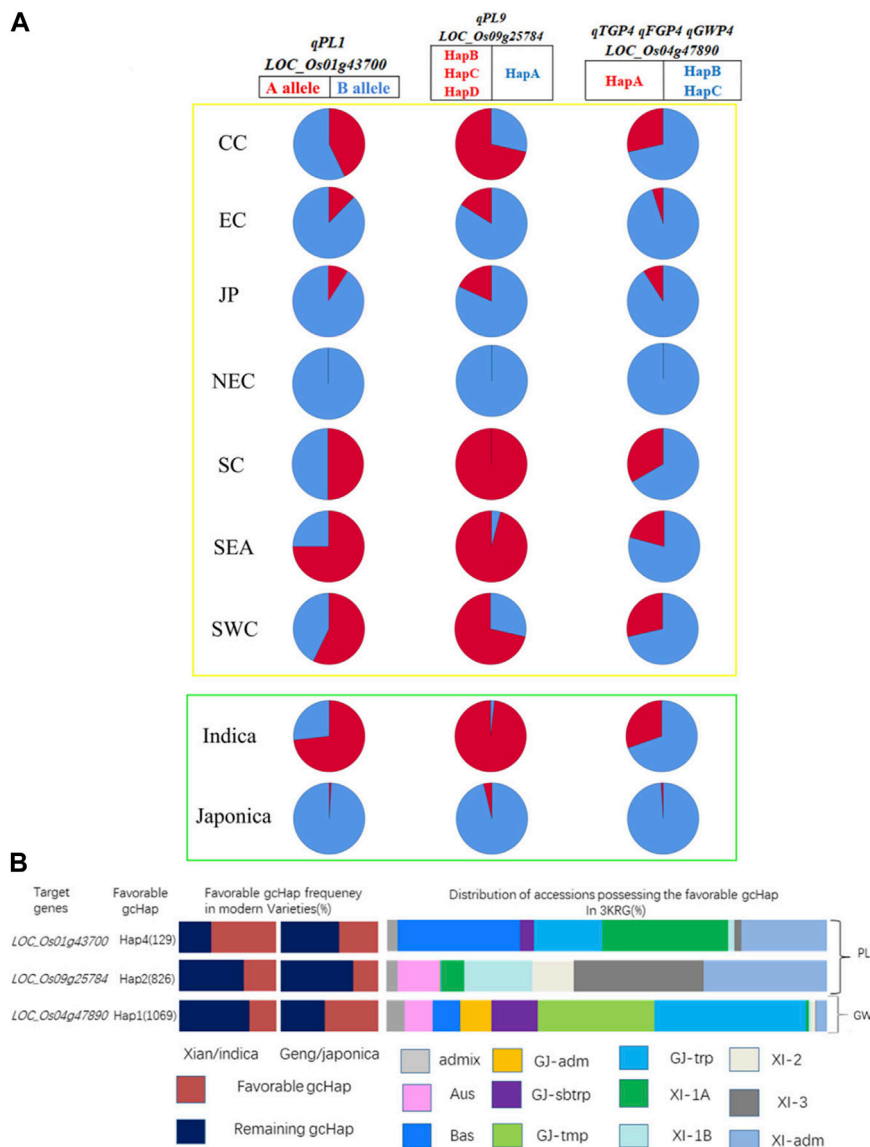 A
qPL1
LOC_Os01g43700
A allele B allele
qPL9
LOC_Os09g25784
HapB
HapC
HapD
HapA
qTGP4 qFGP4 qGWP4
LOC_Os04g47890
HapA
HapB
HapC
CC
EC
JP
NEC
SC
SEA
SWC
Indica
Japonica
B
Target
genes
Favorable
gcHap
Favorable gcHap frequeney
in modern Varieties(%)
Distribution of accessions possessing the favorable gcHap
In 3KRG(%)
LOC_Os01g43700 Hap4(129)
LOC_Os09g25784 Hap2(826)
LOC_Os04g47890 Hap1(1069)
PL
GW
Xian/indica Geng/japonica
Favorable gcHap
Remaining gcHap
admix GJ-adm GJ-trp XI-2
Aus GJ-sbtrp XI-1A XI-3
Bas GJ-tmp XI-1B XI-adm